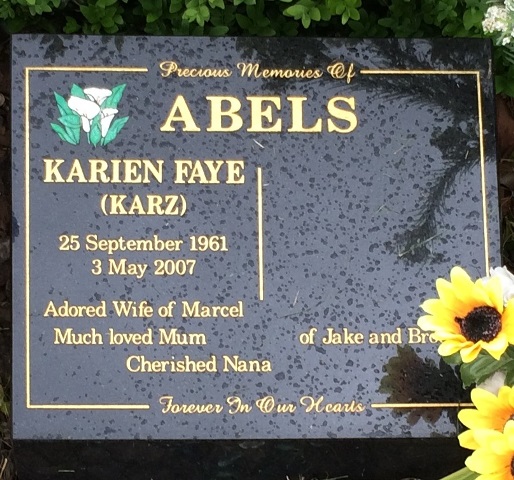 Precious Memories Of
ABELS
KARIEN FAYE
(KARZ)
25 September 1961
3 May 2007
Adored Wife of Marcel
Much loved Mum of Jake and
Cherished Nana
Forever In Our Hearts